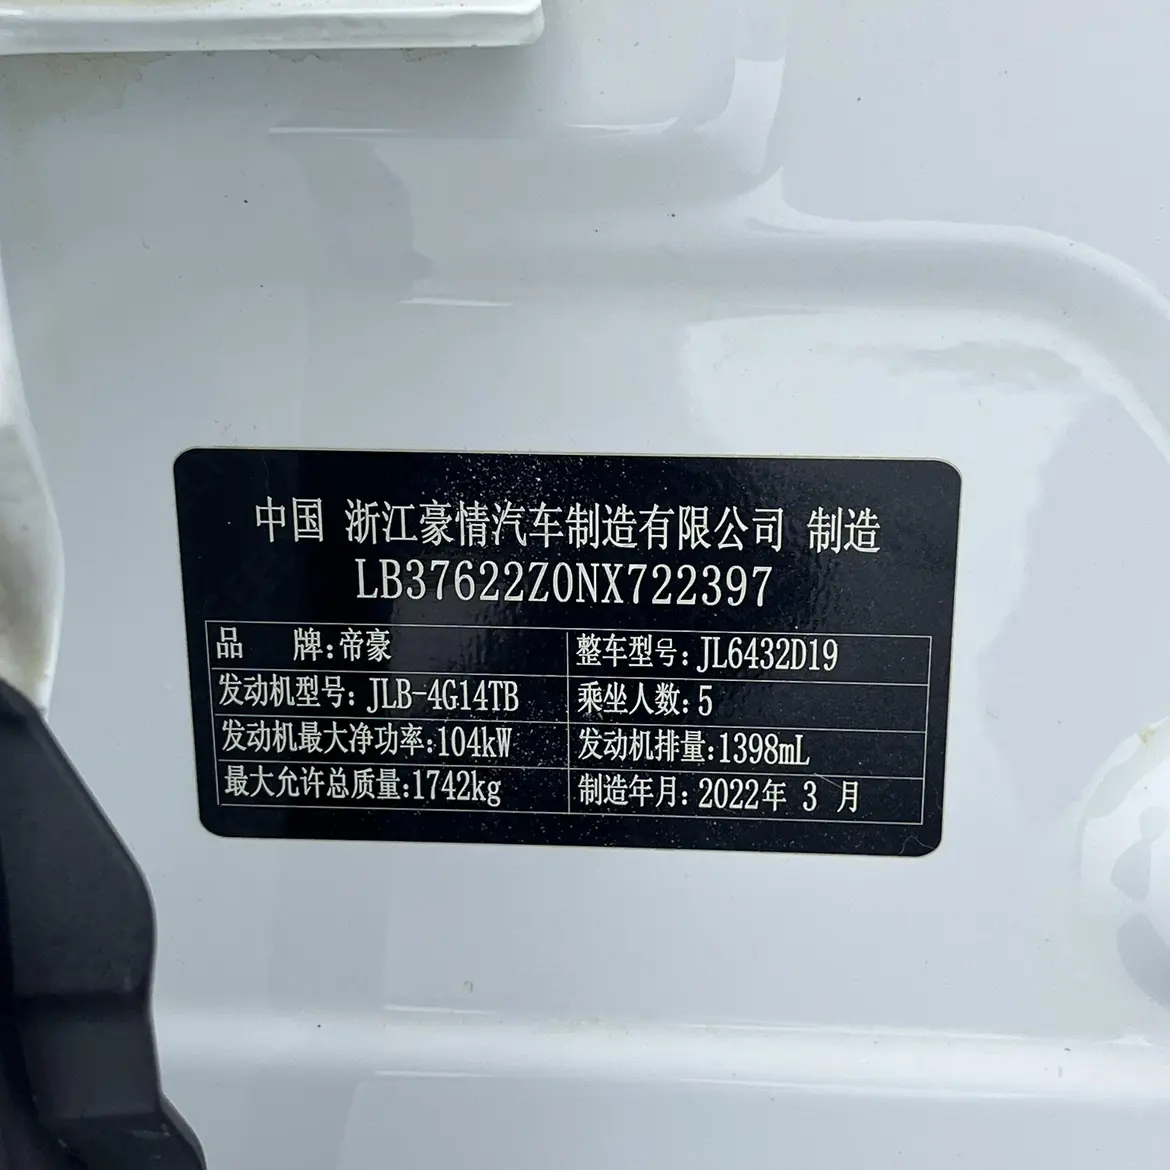 中国 浙江豪情汽车制造有限公司 制造
LB37622Z0NX722397
品 牌:帝豪 整车型号:JL6432D19
发动机型号:JLB-4G14TB 乘坐人数:5
发动机最大净功率:104kW 发动机排量:1398mL
最大允许总质量:1742kg 制造年月:2022年 3 月